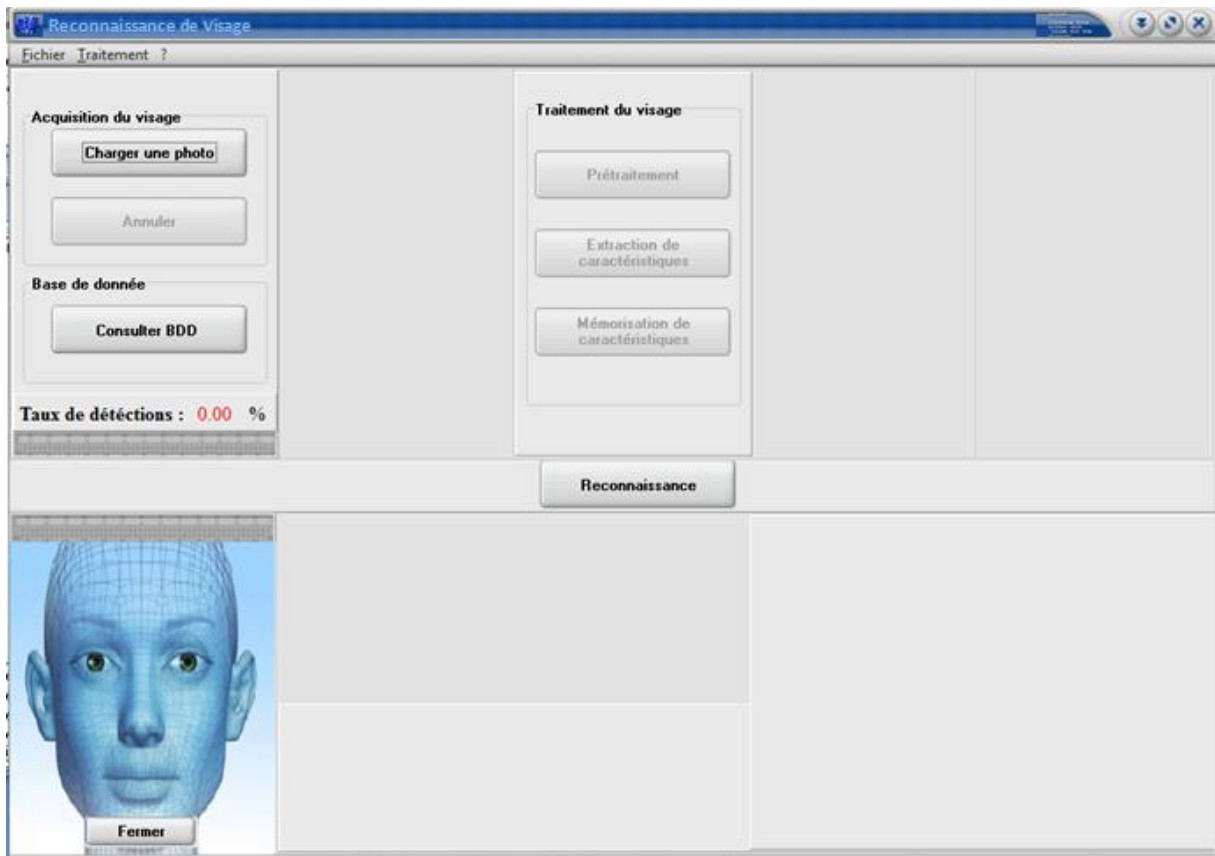 Reconnaissance de Visage
Fichier Traitement ?
Acquisition du visage
Charger une photo
Annuler
Base de donnée
Consulter BDD
Taux de détéctions : 0.00 %
Traitement du visage
Prétraitement
Extraction de
caractéristiques
Mémorisation de
caractéristiques
Reconnaissance
Fermer